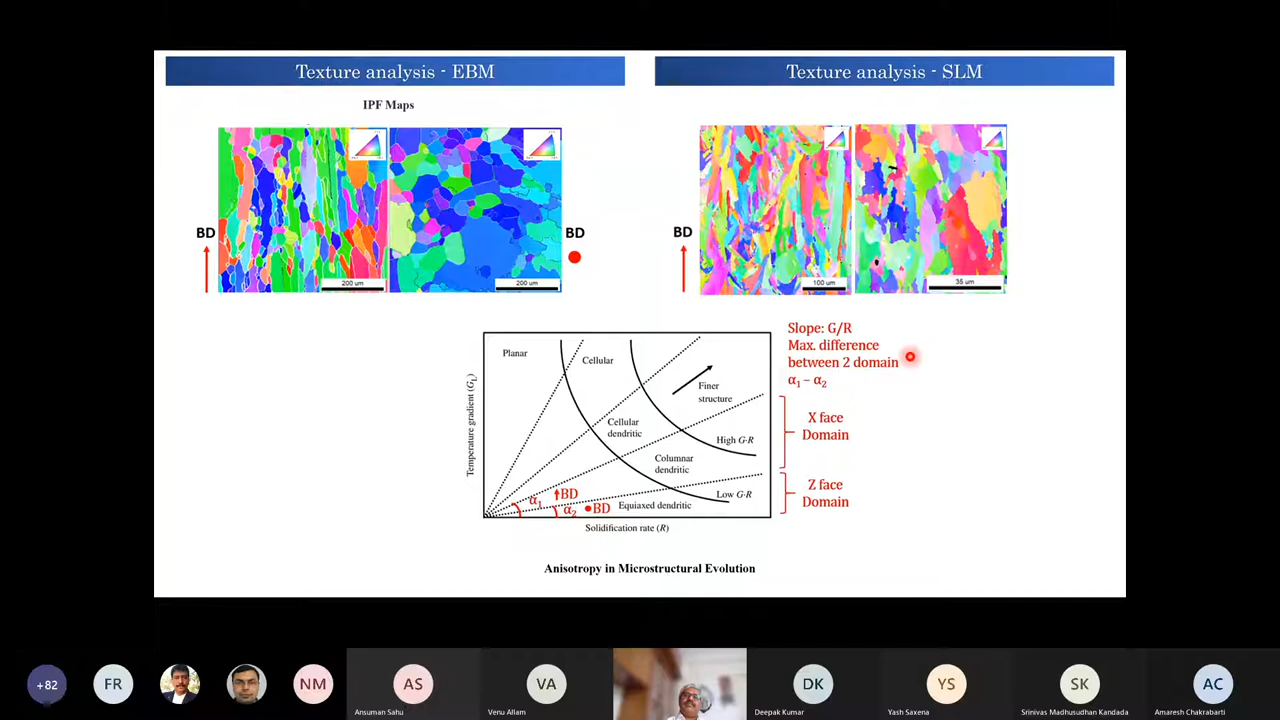 Texture analysis - EBM
Texture analysis - SLM
IPF Maps
BD
200 um
200 um
BD
BD
100 um
35 um
Slope: G/R
Max. difference
between 2 domain
α1 – α2
Planar
Cellular
Finer
structure
Cellular
dendritic
High G·R
Columnar
dendritic
Low G·R
Equiaxed dendritic
α1
BD
α2
BD
Temperature gradient (GL)
Solidification rate (R)
X face
Domain
Z face
Domain
Anisotropy in Microstructural Evolution
+82
FR
NM
AS
VA
DK
YS
SK
AC
Ansuman Sahu
Venu Allam
Deepak Kumar
Yash Saxena
Srinivas Madhusudhan Kandada
Amaresh Chakrabarti